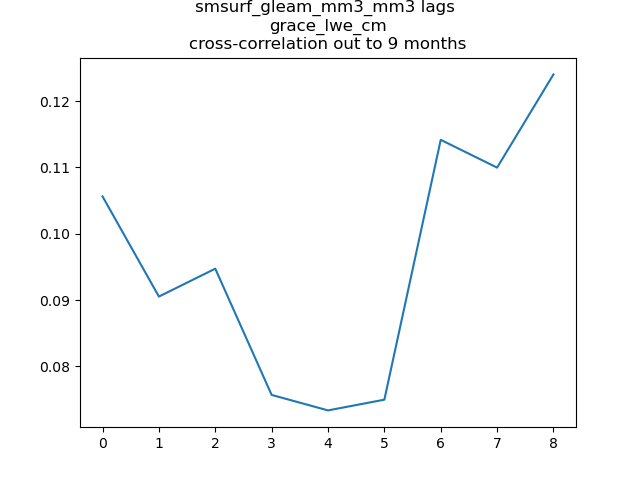 smsurf_gleam_mm3_mm3 lags
grace_lwe_cm
cross-correlation out to 9 months
0.12
0.11
0.10
0.09
0.08
0 1 2 3 4 5 6 7 8